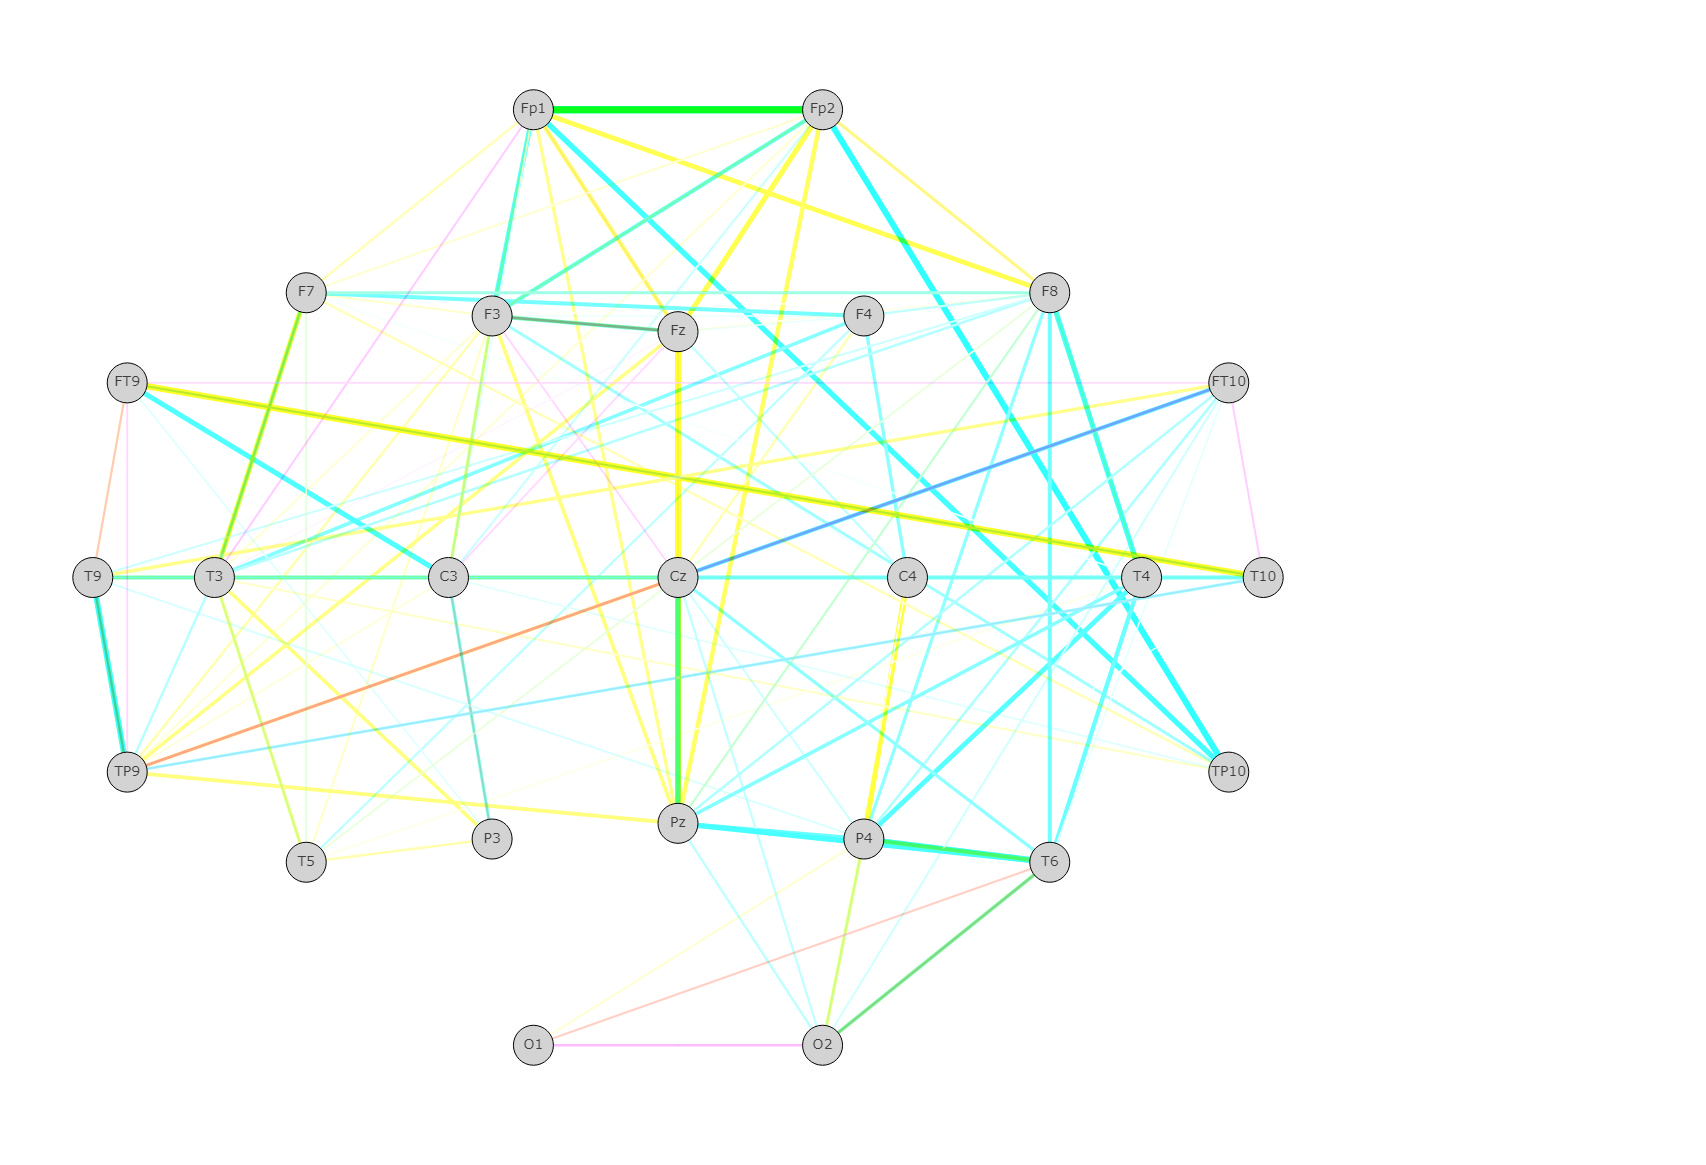 Fp1 Fp2
F7 F3 Fz F4 F8
FT9 FT10
T9 T3 C3 Cz C4 T4 T10
TP9 TP10
T5 P3 Pz P4 T6
O1 O2